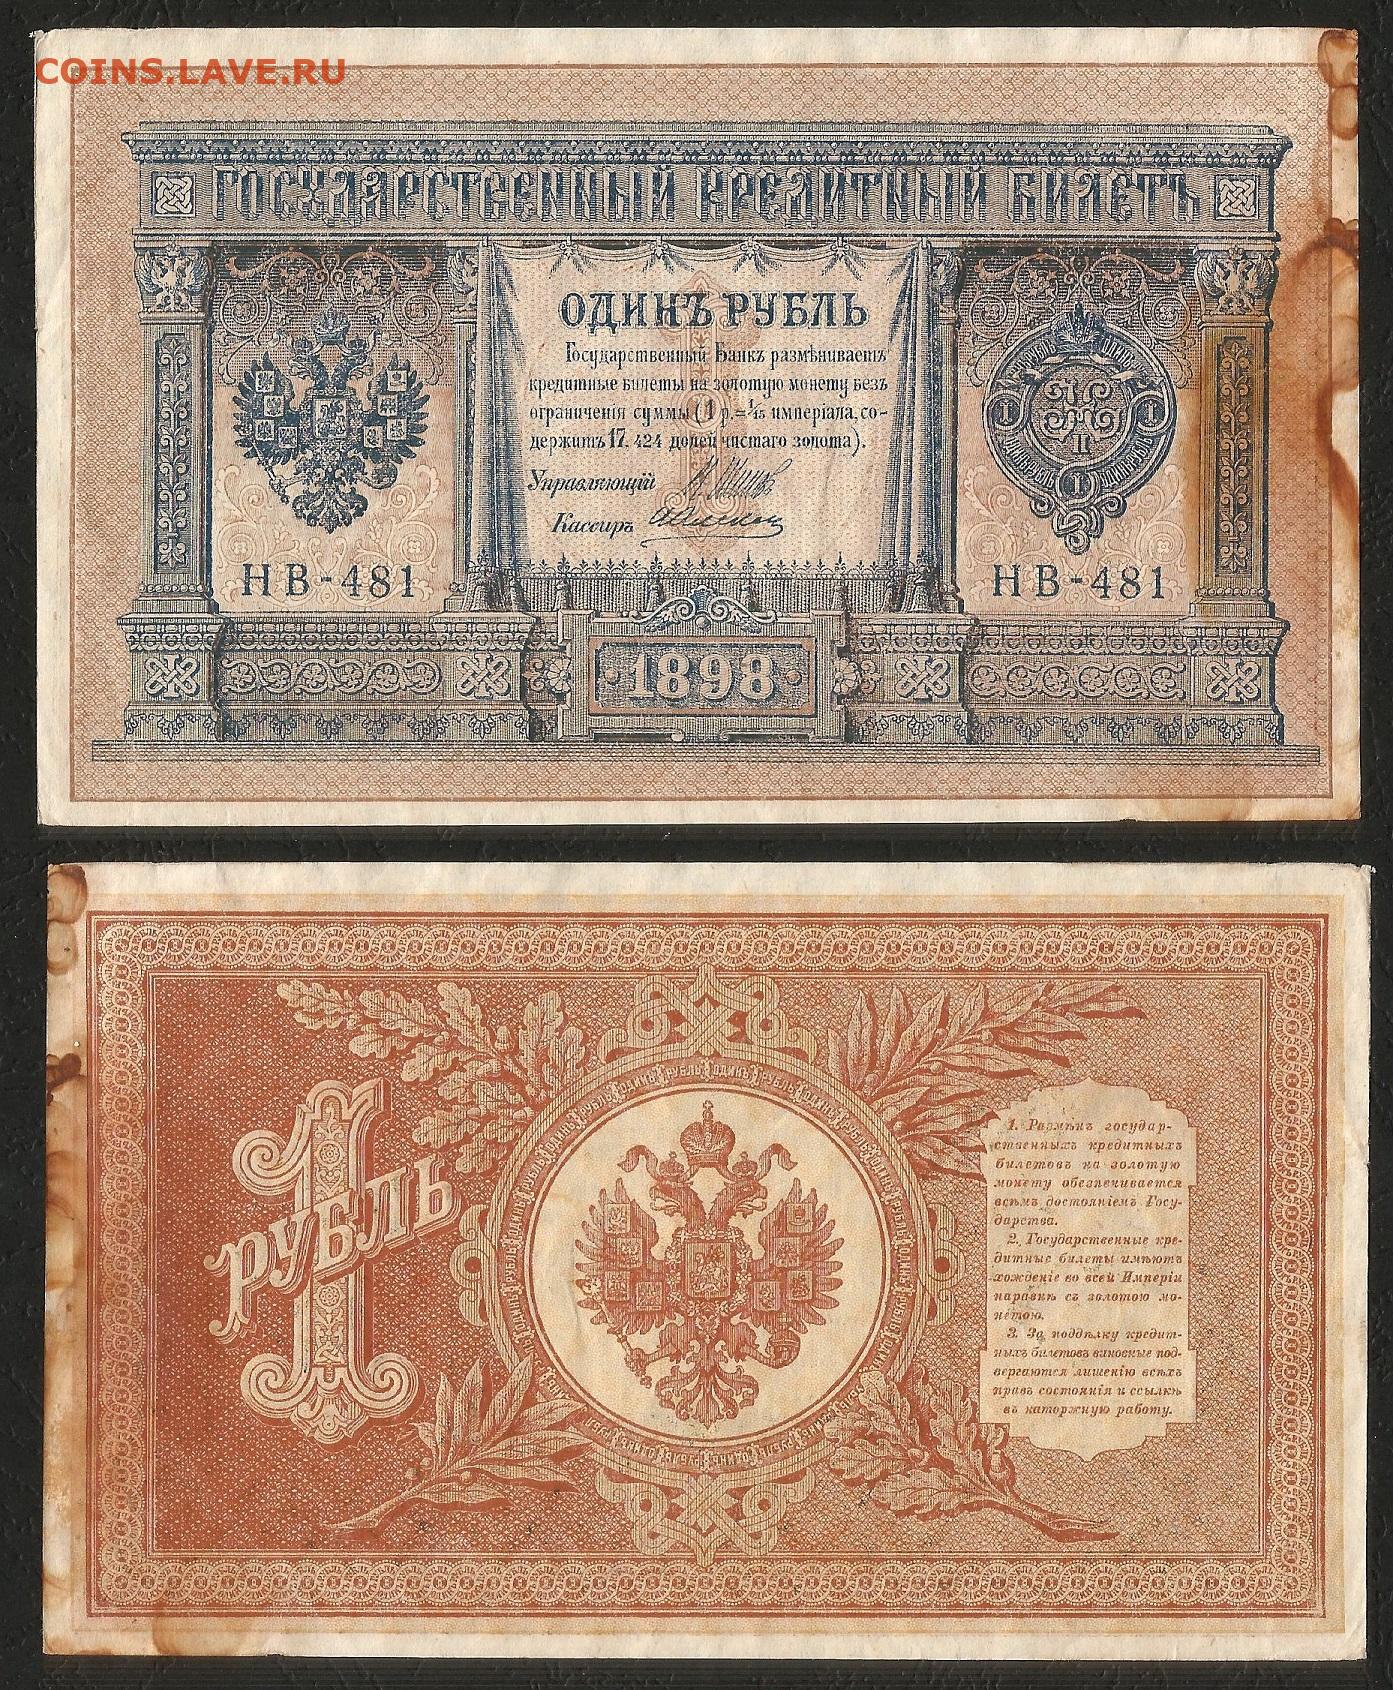 COINS.LAVE.RU
ГОСУДАРСТВЕННЫЙ КРЕДИТНЫЙ БИЛЕТЪ
ОДИНЪ РУБЛЬ
Государственный Банкъ размѣниваетъ
кредитные билеты на золотую монету безъ
ограниченія суммы (1 р.= 1/15 имперіала, со-
держитъ 17,424 долей чистаго золота).
Управляющій
Кассиръ
НВ-481
НВ-481
1898
1
РУБЛЬ
1. Размѣнъ государ-
ственныхъ кредитныхъ
билетовъ на золотую
монету обезпечивается
всѣмъ достояніемъ Госу-
дарства.
2. Государственные кре-
дитные билеты имѣютъ
хожденіе во всей Имперіи
наравнѣ съ золотою мо-
нетою.
3. За поддѣлку кредит-
ныхъ билетовъ виновные под-
вергаются лишенію всѣхъ
правъ состоянія и ссылкѣ
въ каторжную работу.